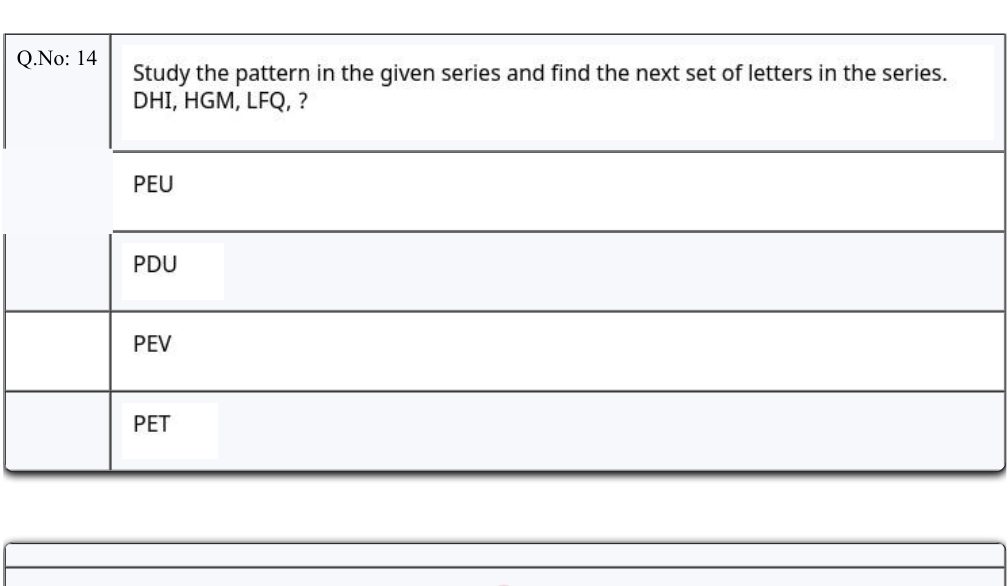 Q.No: 14
Study the pattern in the given series and find the next set of letters in the series.
DHI, HGM, LFQ, ?
PEU
PDU
PEV
PET